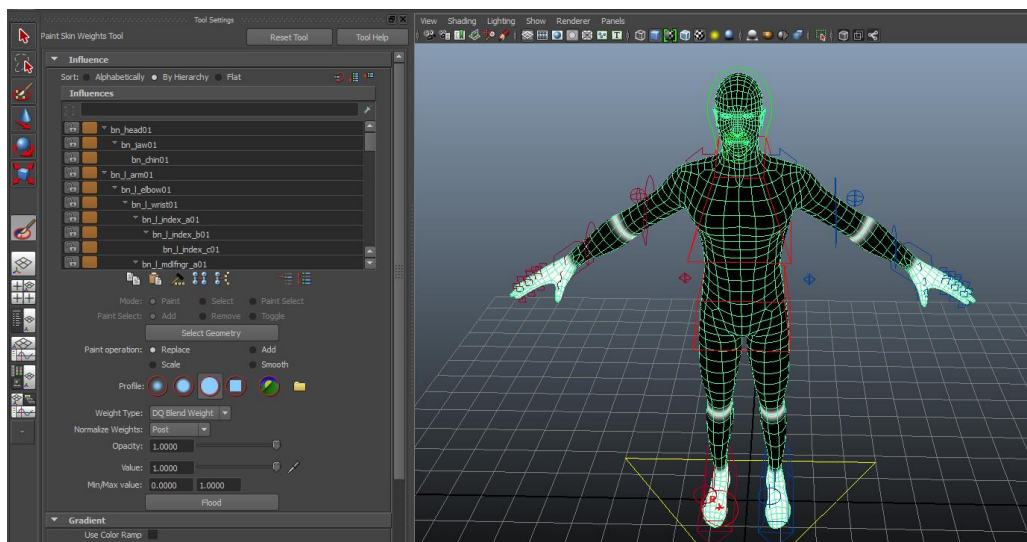 Tool Settings
View Shading Lighting Show Renderer Panels
Paint Skin Weights Tool Reset Tool Tool Help
Influence
Sort: Alphabetically By Hierarchy Flat
Influences
bn_head01
bn_jaw01
bn_chin01
bn_l_arm01
bn_l_elbow01
bn_l_wrist01
bn_l_index_a01
bn_l_index_b01
bn_l_index_c01
bn_l_mdlfngr_a01
Mode: Paint Select Paint Select
Paint Select: Add Remove Toggle
Select Geometry
Paint operation: Replace Add
Scale Smooth
Profile:
Weight Type: DQ Blend Weight
Normalize Weights: Post
Opacity: 1.0000
Value: 1.0000
Min/Max value: 0.0000 1.0000
Flood
Gradient
Use Color Ramp
R